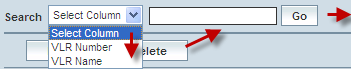 Search Select Column Go
Select Column
VLR Number
VLR Name
elete